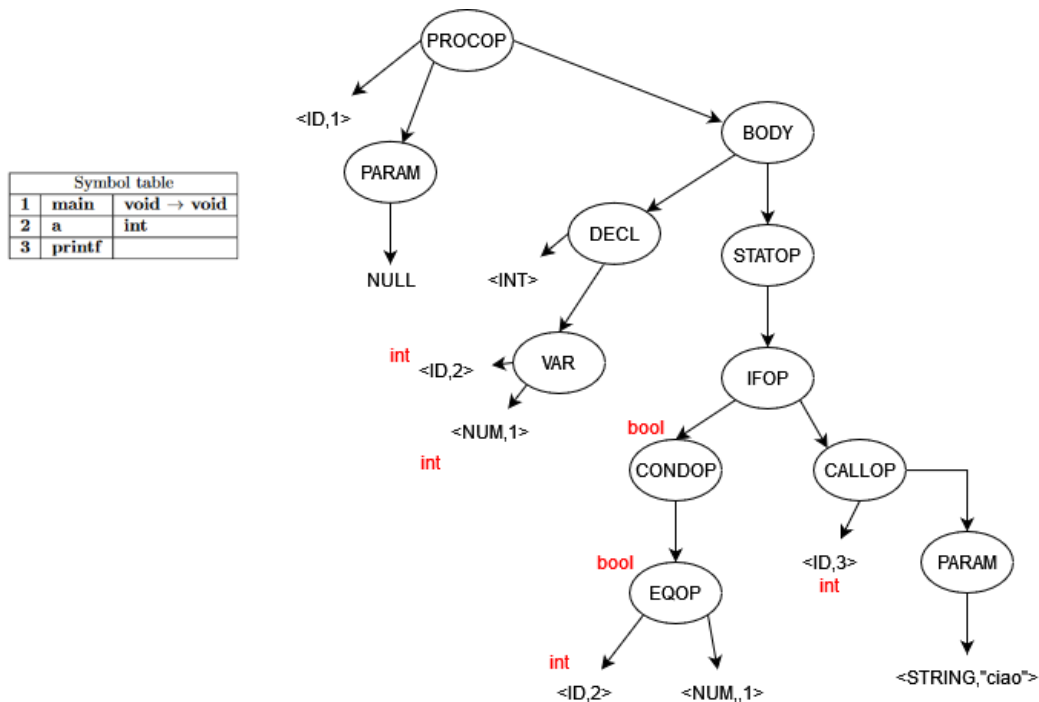 PROCOP
<ID,1>
BODY
PARAM
Symbol table
1 main void → void
2 a int
3 printf
DECL
STATOP
NULL
<INT>
int
<ID,2>
VAR
IFOP
<NUM,1>
int
bool
CONDOP
CALLOP
bool
<ID,3>
int
PARAM
EQOP
int
<ID,2>
<NUM,,1>
<STRING,"ciao">